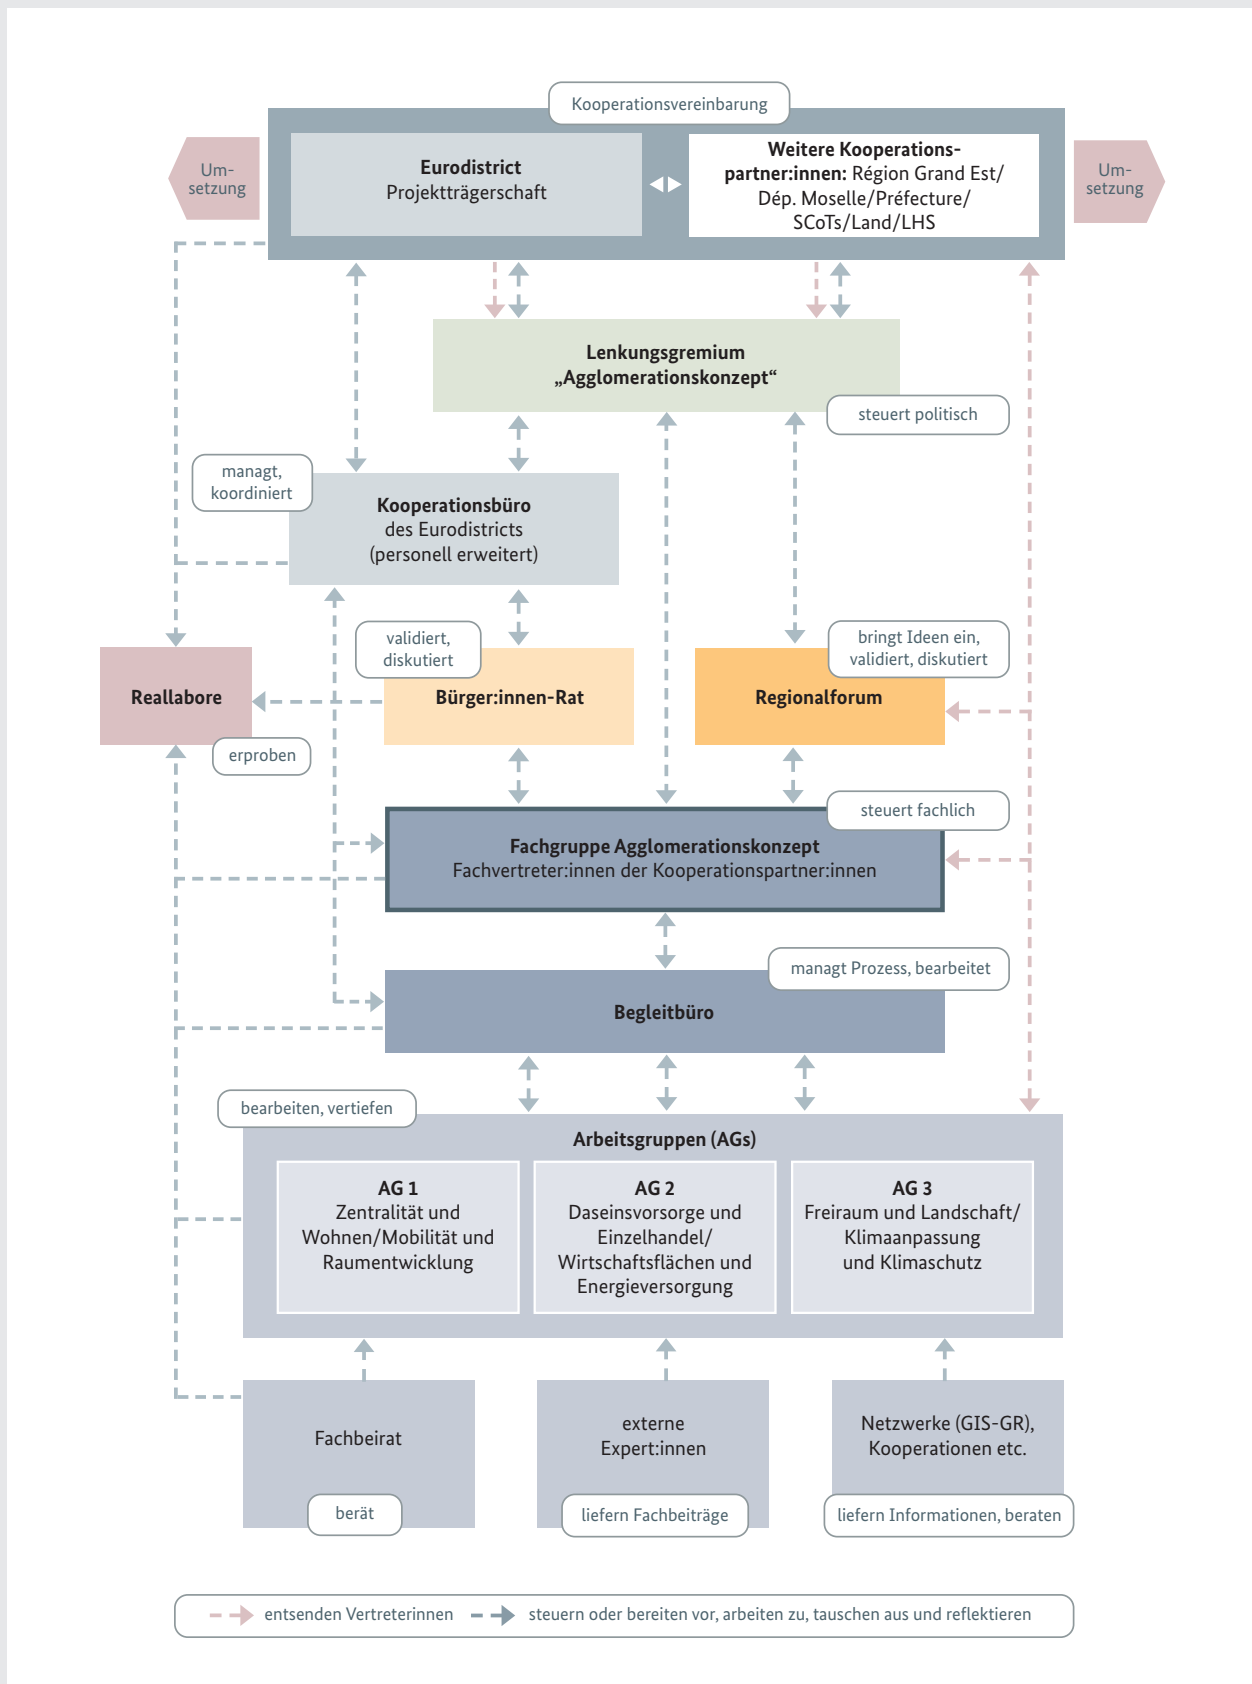 Kooperationsvereinbarung
Um-
setzung
Eurodistrict
Projektträgerschaft
Weitere Kooperations-
partner:innen: Région Grand Est/
Dép. Moselle/Préfecture/
SCoTs/Land/LHS
Um-
setzung
Lenkungsgremium
„Agglomerationskonzept“
steuert politisch
managt,
koordiniert
Kooperationsbüro
des Eurodistricts
(personell erweitert)
validiert,
diskutiert
bringt Ideen ein,
validiert, diskutiert
Reallabore
Bürger:innen-Rat
Regionalforum
erproben
steuert fachlich
Fachgruppe Agglomerationskonzept
Fachvertreter:innen der Kooperationspartner:innen
managt Prozess, bearbeitet
Begleitbüro
bearbeiten, vertiefen
Arbeitsgruppen (AGs)
AG 1
Zentralität und
Wohnen/Mobilität und
Raumentwicklung
AG 2
Daseinsvorsorge und
Einzelhandel/
Wirtschaftsflächen und
Energieversorgung
AG 3
Freiraum und Landschaft/
Klimaanpassung
und Klimaschutz
Fachbeirat
berät
externe
Expert:innen
liefern Fachbeiträge
Netzwerke (GIS-GR),
Kooperationen etc.
liefern Informationen, beraten
entsenden Vertreterinnen
steuern oder bereiten vor, arbeiten zu, tauschen aus und reflektieren